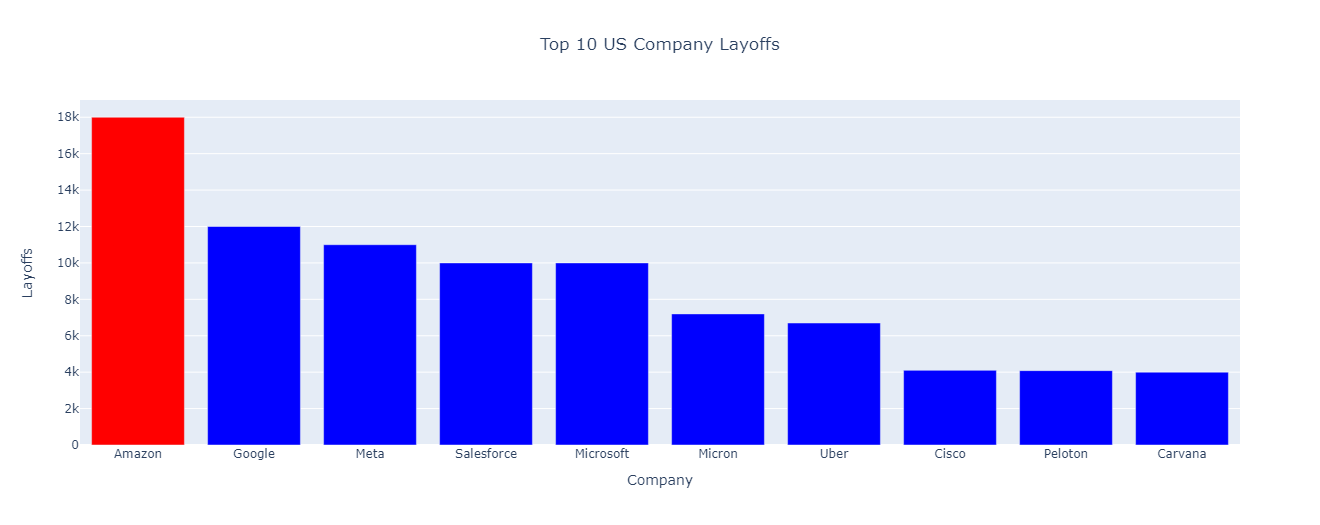 Top 10 US Company Layoffs
18k
16k
14k
12k
10k
8k
6k
4k
2k
0
Layoffs
Amazon Google Meta Salesforce Microsoft Micron Uber Cisco Peloton Carvana
Company